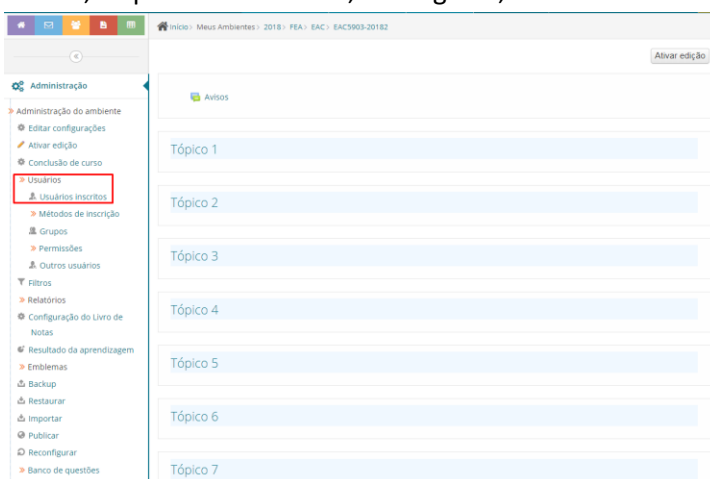 Início> Meus Ambientes> 2018> FEA> EAC> EAC5903-20182
Ativar edição
Administração
Administração do ambiente
Editar configurações
Ativar edição
Conclusão de curso
Usuários
Usuários inscritos
Métodos de inscrição
Grupos
Permissões
Outros usuários
Filtros
Relatórios
Configuração do Livro de
Notas
Resultado da aprendizagem
Emblemas
Backup
Restaurar
Importar
Publicar
Reconfigurar
Banco de questões
Avisos
Tópico 1
Tópico 2
Tópico 3
Tópico 4
Tópico 5
Tópico 6
Tópico 7